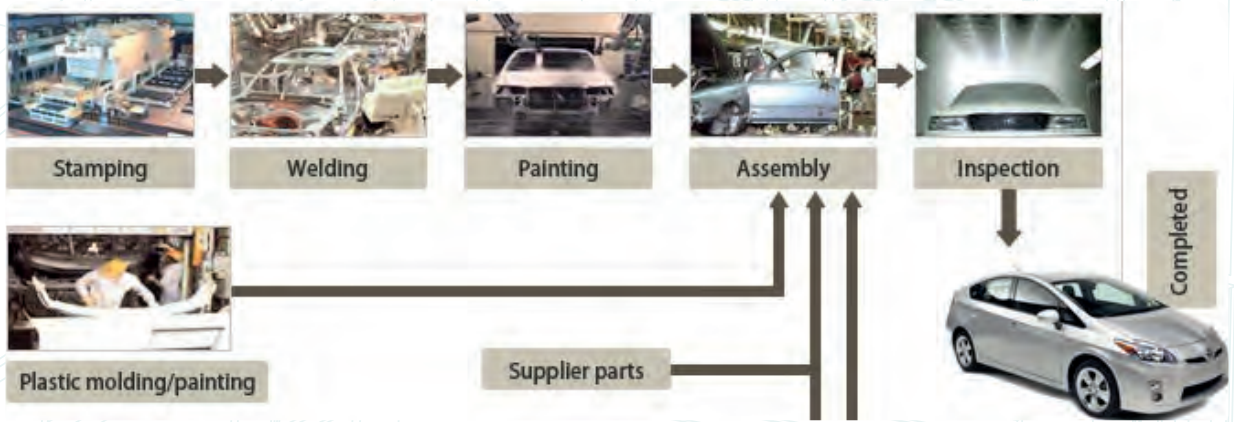 Stamping
Welding
Painting
Assembly
Inspection
Completed
Plastic molding/painting
Supplier parts